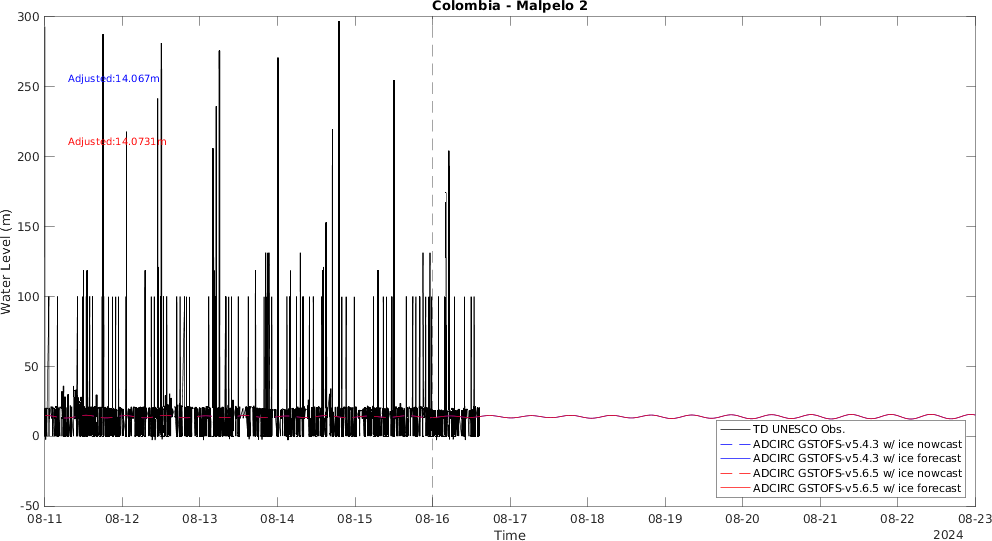 Colombia - Malpelo 2
300
250
200
150
100
50
0
-50
Water Level (m)
Adjusted:14.067m
Adjusted:14.0731m
TD UNESCO Obs.
ADCIRC GSTOFS-v5.4.3 w/ ice nowcast
ADCIRC GSTOFS-v5.4.3 w/ ice forecast
ADCIRC GSTOFS-v5.6.5 w/ ice nowcast
ADCIRC GSTOFS-v5.6.5 w/ ice forecast
08-11 08-12 08-13 08-14 08-15 08-16 08-17 08-18 08-19 08-20 08-21 08-22 08-23
Time
2024